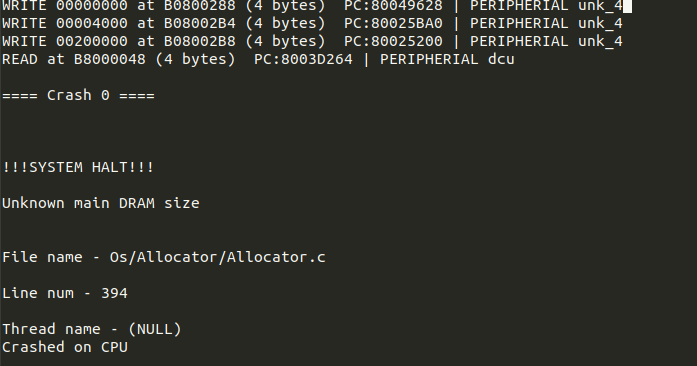 WRITE 00000000 at B0800288 (4 bytes)  PC:80049628 | PERIPHERIAL unk_4
WRITE 00004000 at B08002B4 (4 bytes)  PC:80025BA0 | PERIPHERIAL unk_4
WRITE 00200000 at B08002B8 (4 bytes)  PC:80025200 | PERIPHERIAL unk_4
READ at B8000048 (4 bytes)  PC:8003D264 | PERIPHERIAL dcu
==== Crash 0 ====
!!!SYSTEM HALT!!!
Unknown main DRAM size
File name - Os/Allocator/Allocator.c
Line num - 394
Thread name - (NULL)
Crashed on CPU